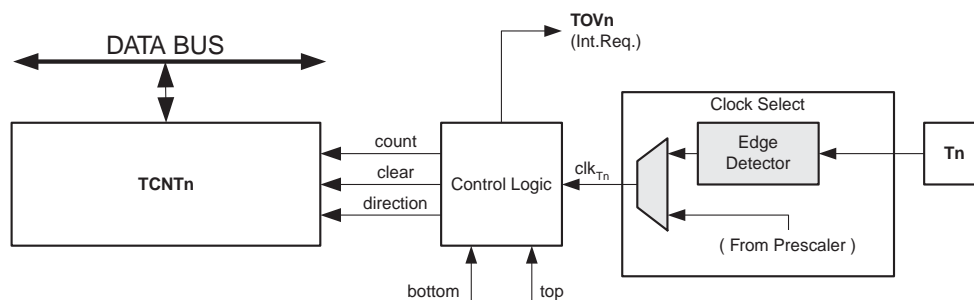 TOVn
(Int.Req.)
DATA BUS
Clock Select
TCNTn
count
clear
direction
Control Logic
clkTn
Edge
Detector
Tn
( From Prescaler )
bottom
top